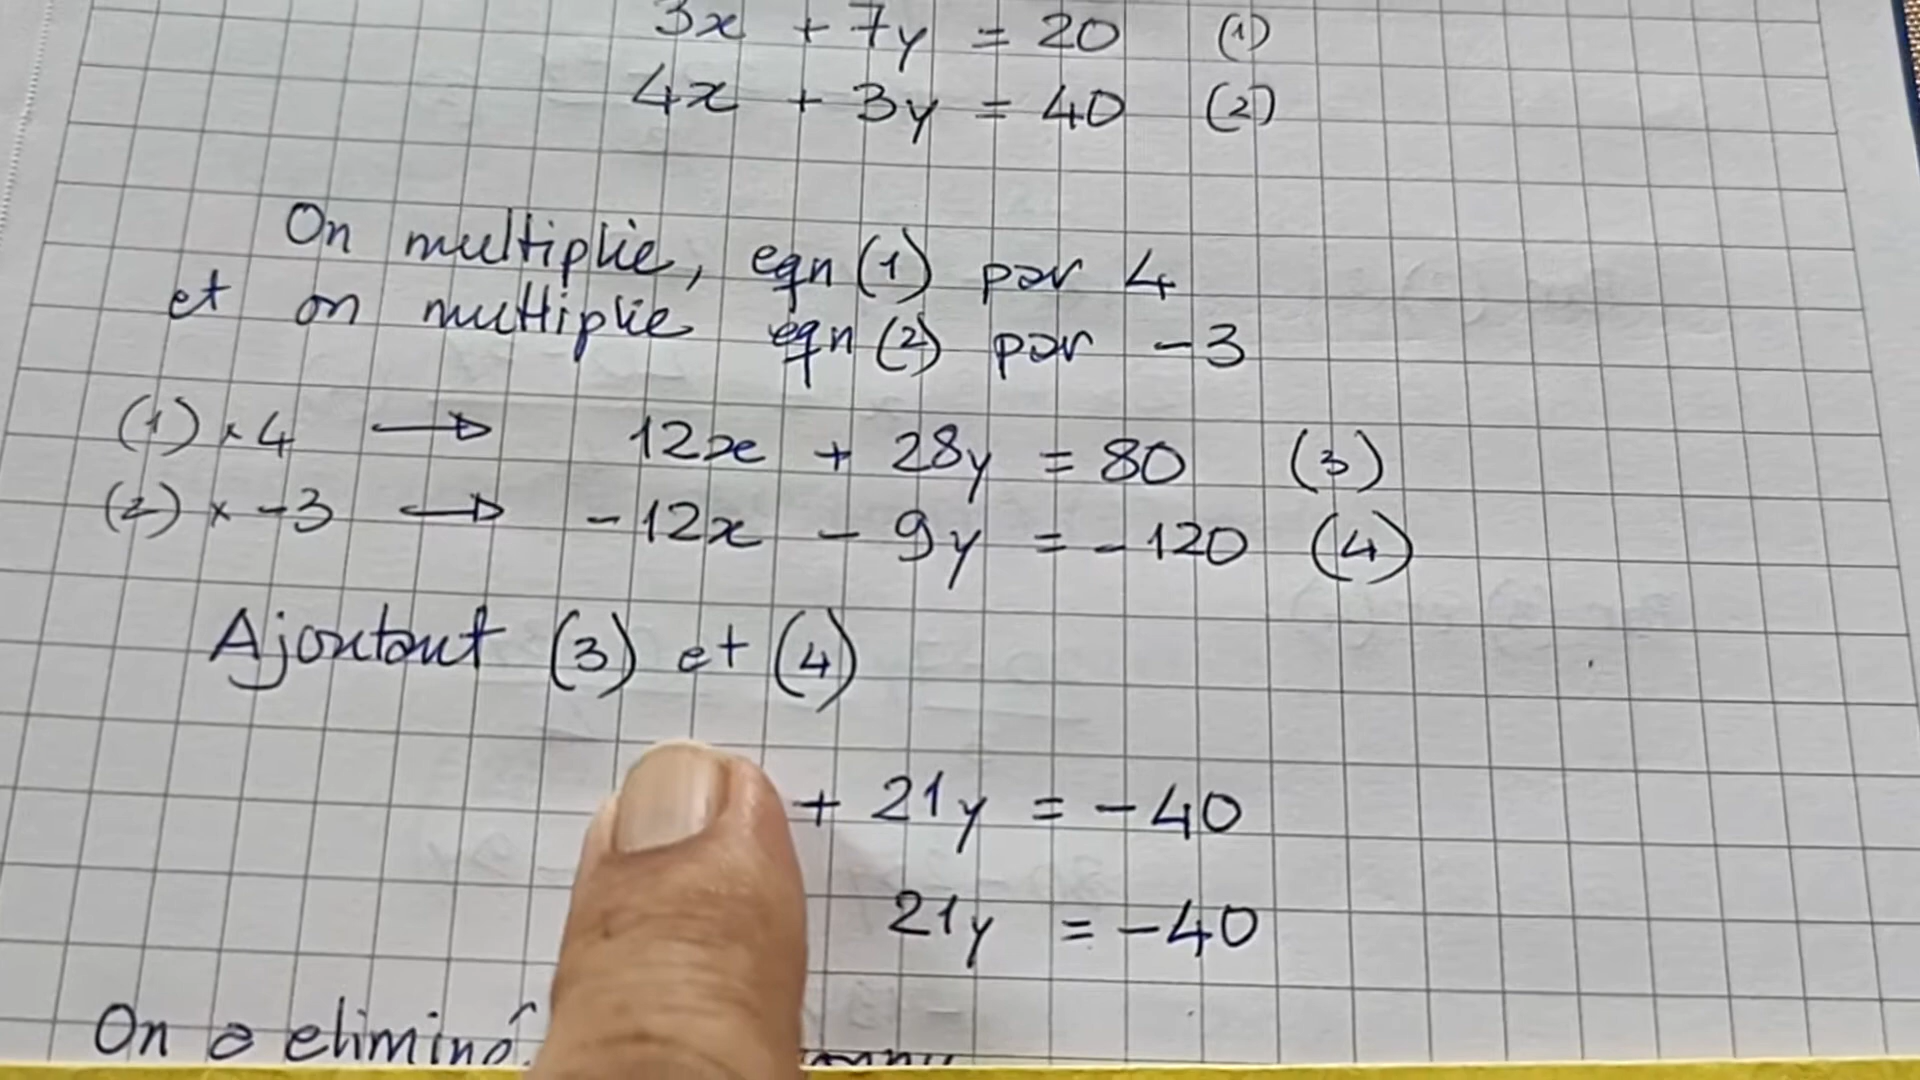 3x + 7y = 20 (1)
4x + 3y = 40 (2)
On multiplie, eqn (1) par 4
et on multiplie eqn (2) par -3
(1) × 4 → 12x + 28y = 80 (3)
(2) × -3 → -12x - 9y = -120 (4)
Ajoutant (3) et (4)
+ 21y = -40
21y = -40
On a eliminé